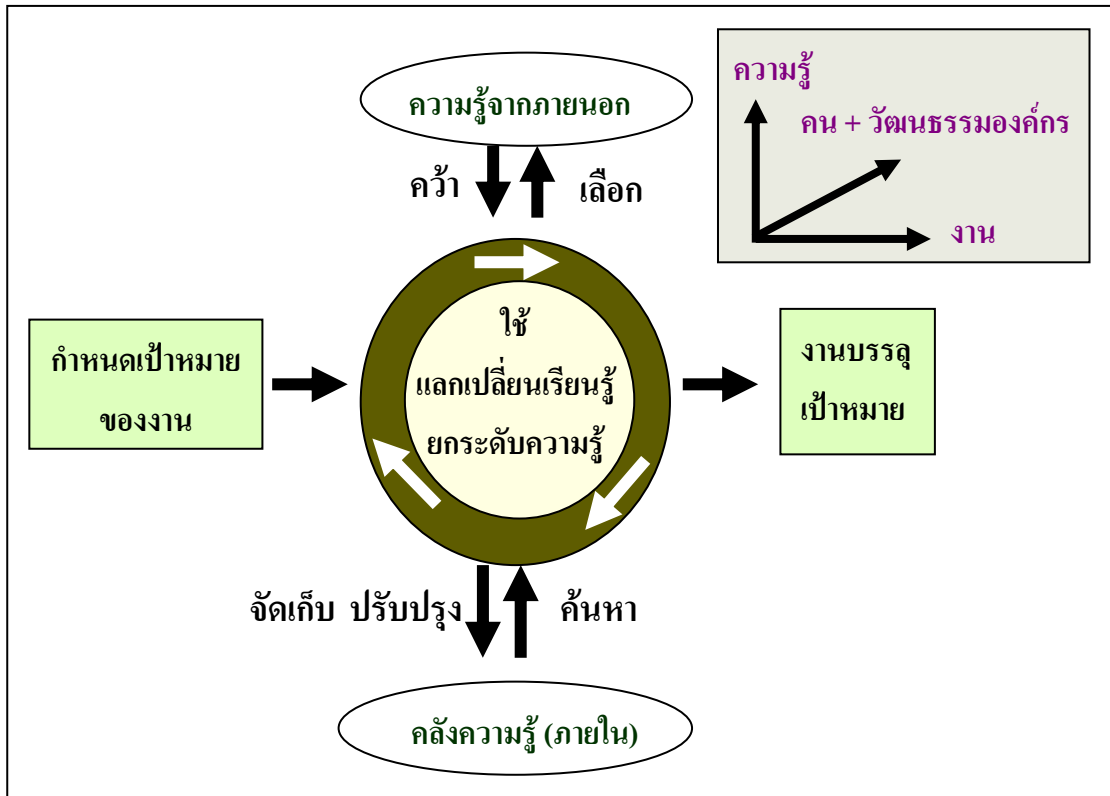 ความรู้จากภายนอก
คว้า
เลือก
ความรู้
คน + วัฒนธรรมองค์กร
งาน
กำหนดเป้าหมาย
ของงาน
ใช้
แลกเปลี่ยนเรียนรู้
ยกระดับความรู้
งานบรรลุ
เป้าหมาย
จัดเก็บ ปรับปรุง
ค้นหา
คลังความรู้ (ภายใน)